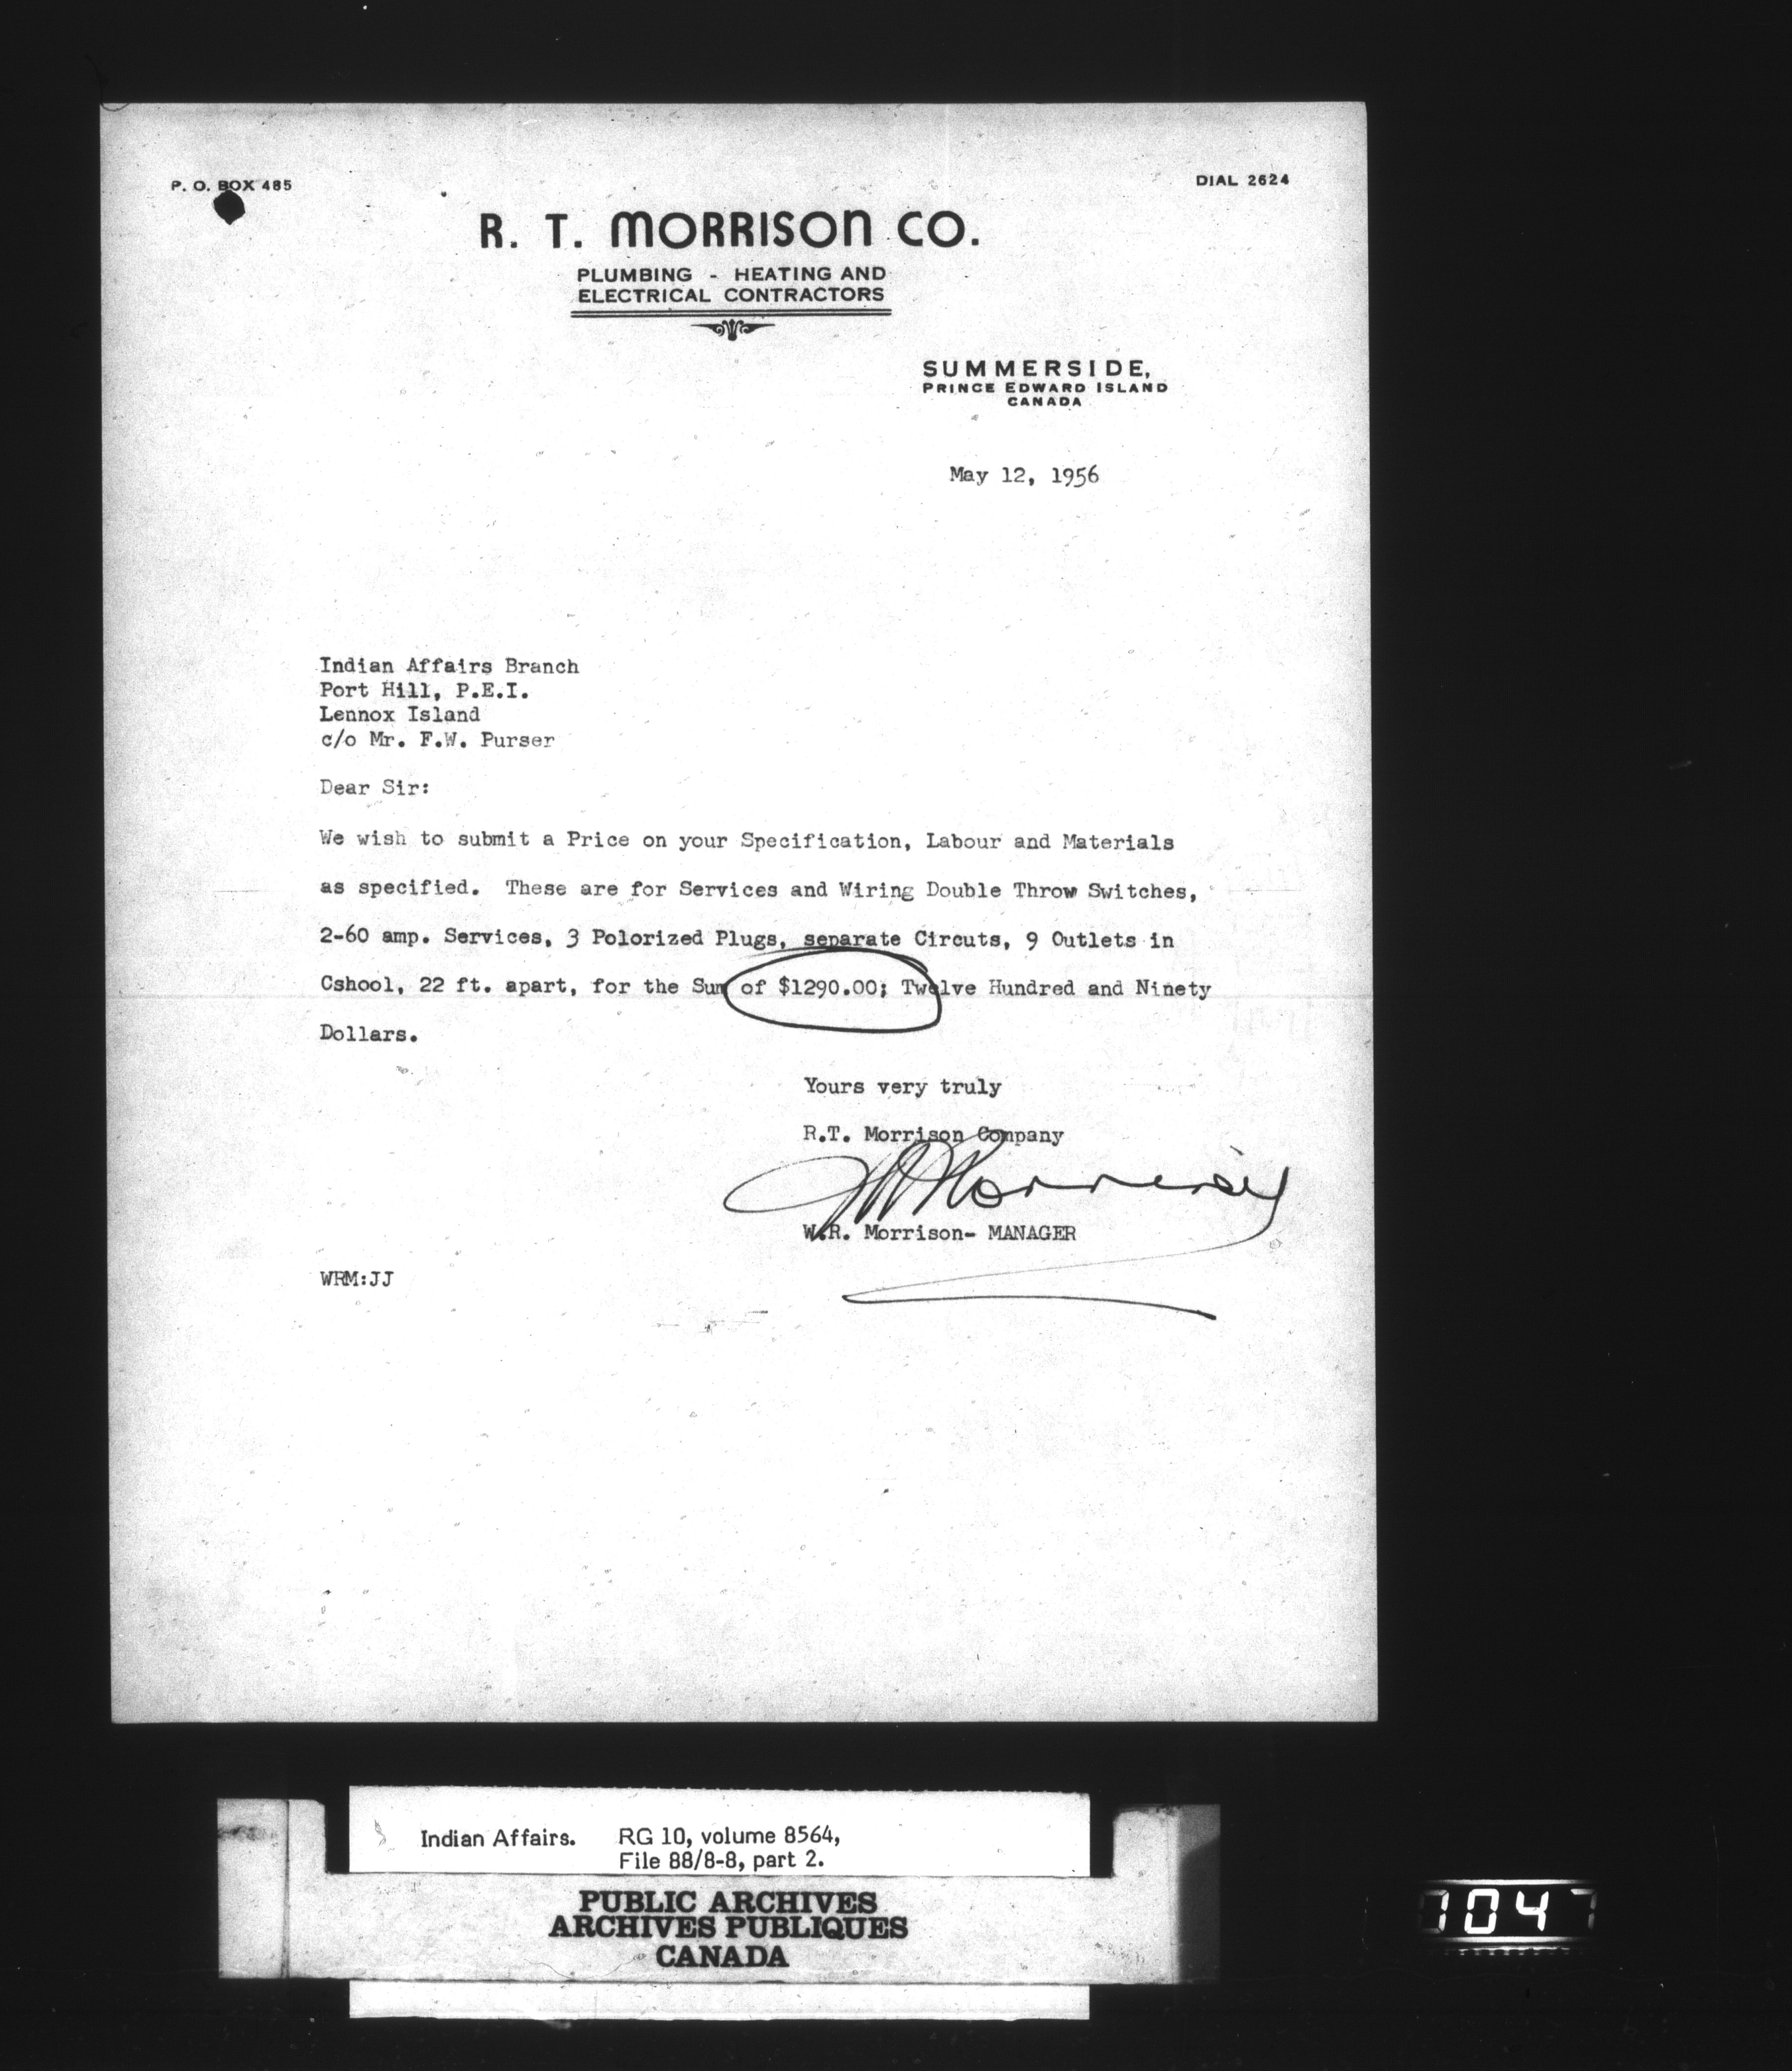 P. O. BOX 485
DIAL 2624
R. T. MORRISON CO.
PLUMBING - HEATING AND
ELECTRICAL CONTRACTORS
SUMMERSIDE,
PRINCE EDWARD ISLAND
CANADA
May 12, 1956
Indian Affairs Branch
Port Hill, P.E.I.
Lennox Island
c/o Mr. F.W. Purser
Dear Sir:
We wish to submit a Price on your Specification, Labour and Materials
as specified. These are for Services and Wiring Double Throw Switches,
2-60 amp. Services, 3 Polorized Plugs, separate Circuts, 9 Outlets in
Cshool, 22 ft. apart, for the Sum of $1290.00; Twelve Hundred and Ninety
Dollars.
Yours very truly
R.T. Morrison Company
W.R. Morrison- MANAGER
WRM:JJ
Indian Affairs. RG 10, volume 8564,
File 88/8-8, part 2.
PUBLIC ARCHIVES
ARCHIVES PUBLIQUES
CANADA
1047